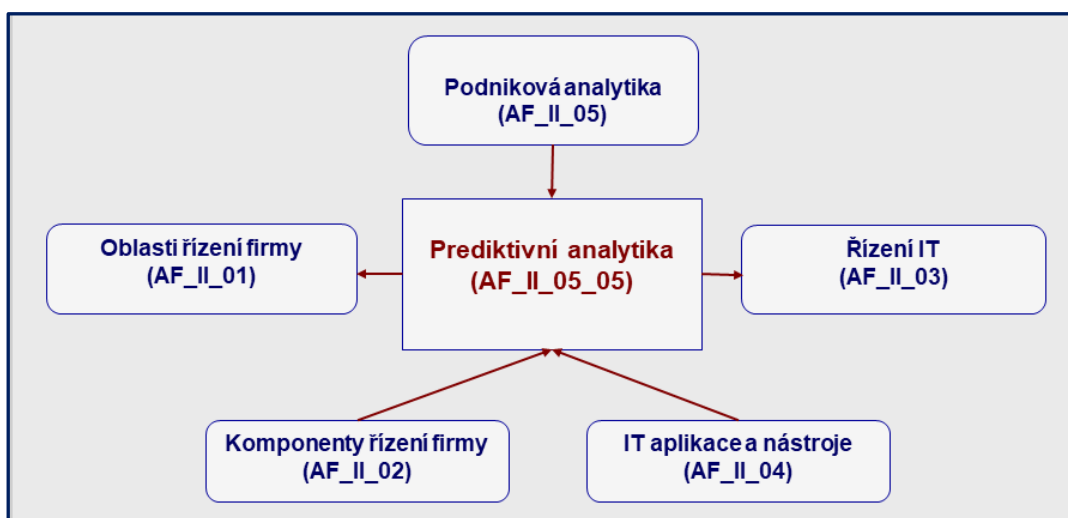 Podniková analytika
(AF_II_05)
Oblasti řízení firmy
(AF_II_01)
Prediktivní analytika
(AF_II_05_05)
Řízení IT
(AF_II_03)
Komponenty řízení firmy
(AF_II_02)
IT aplikace a nástroje
(AF_II_04)